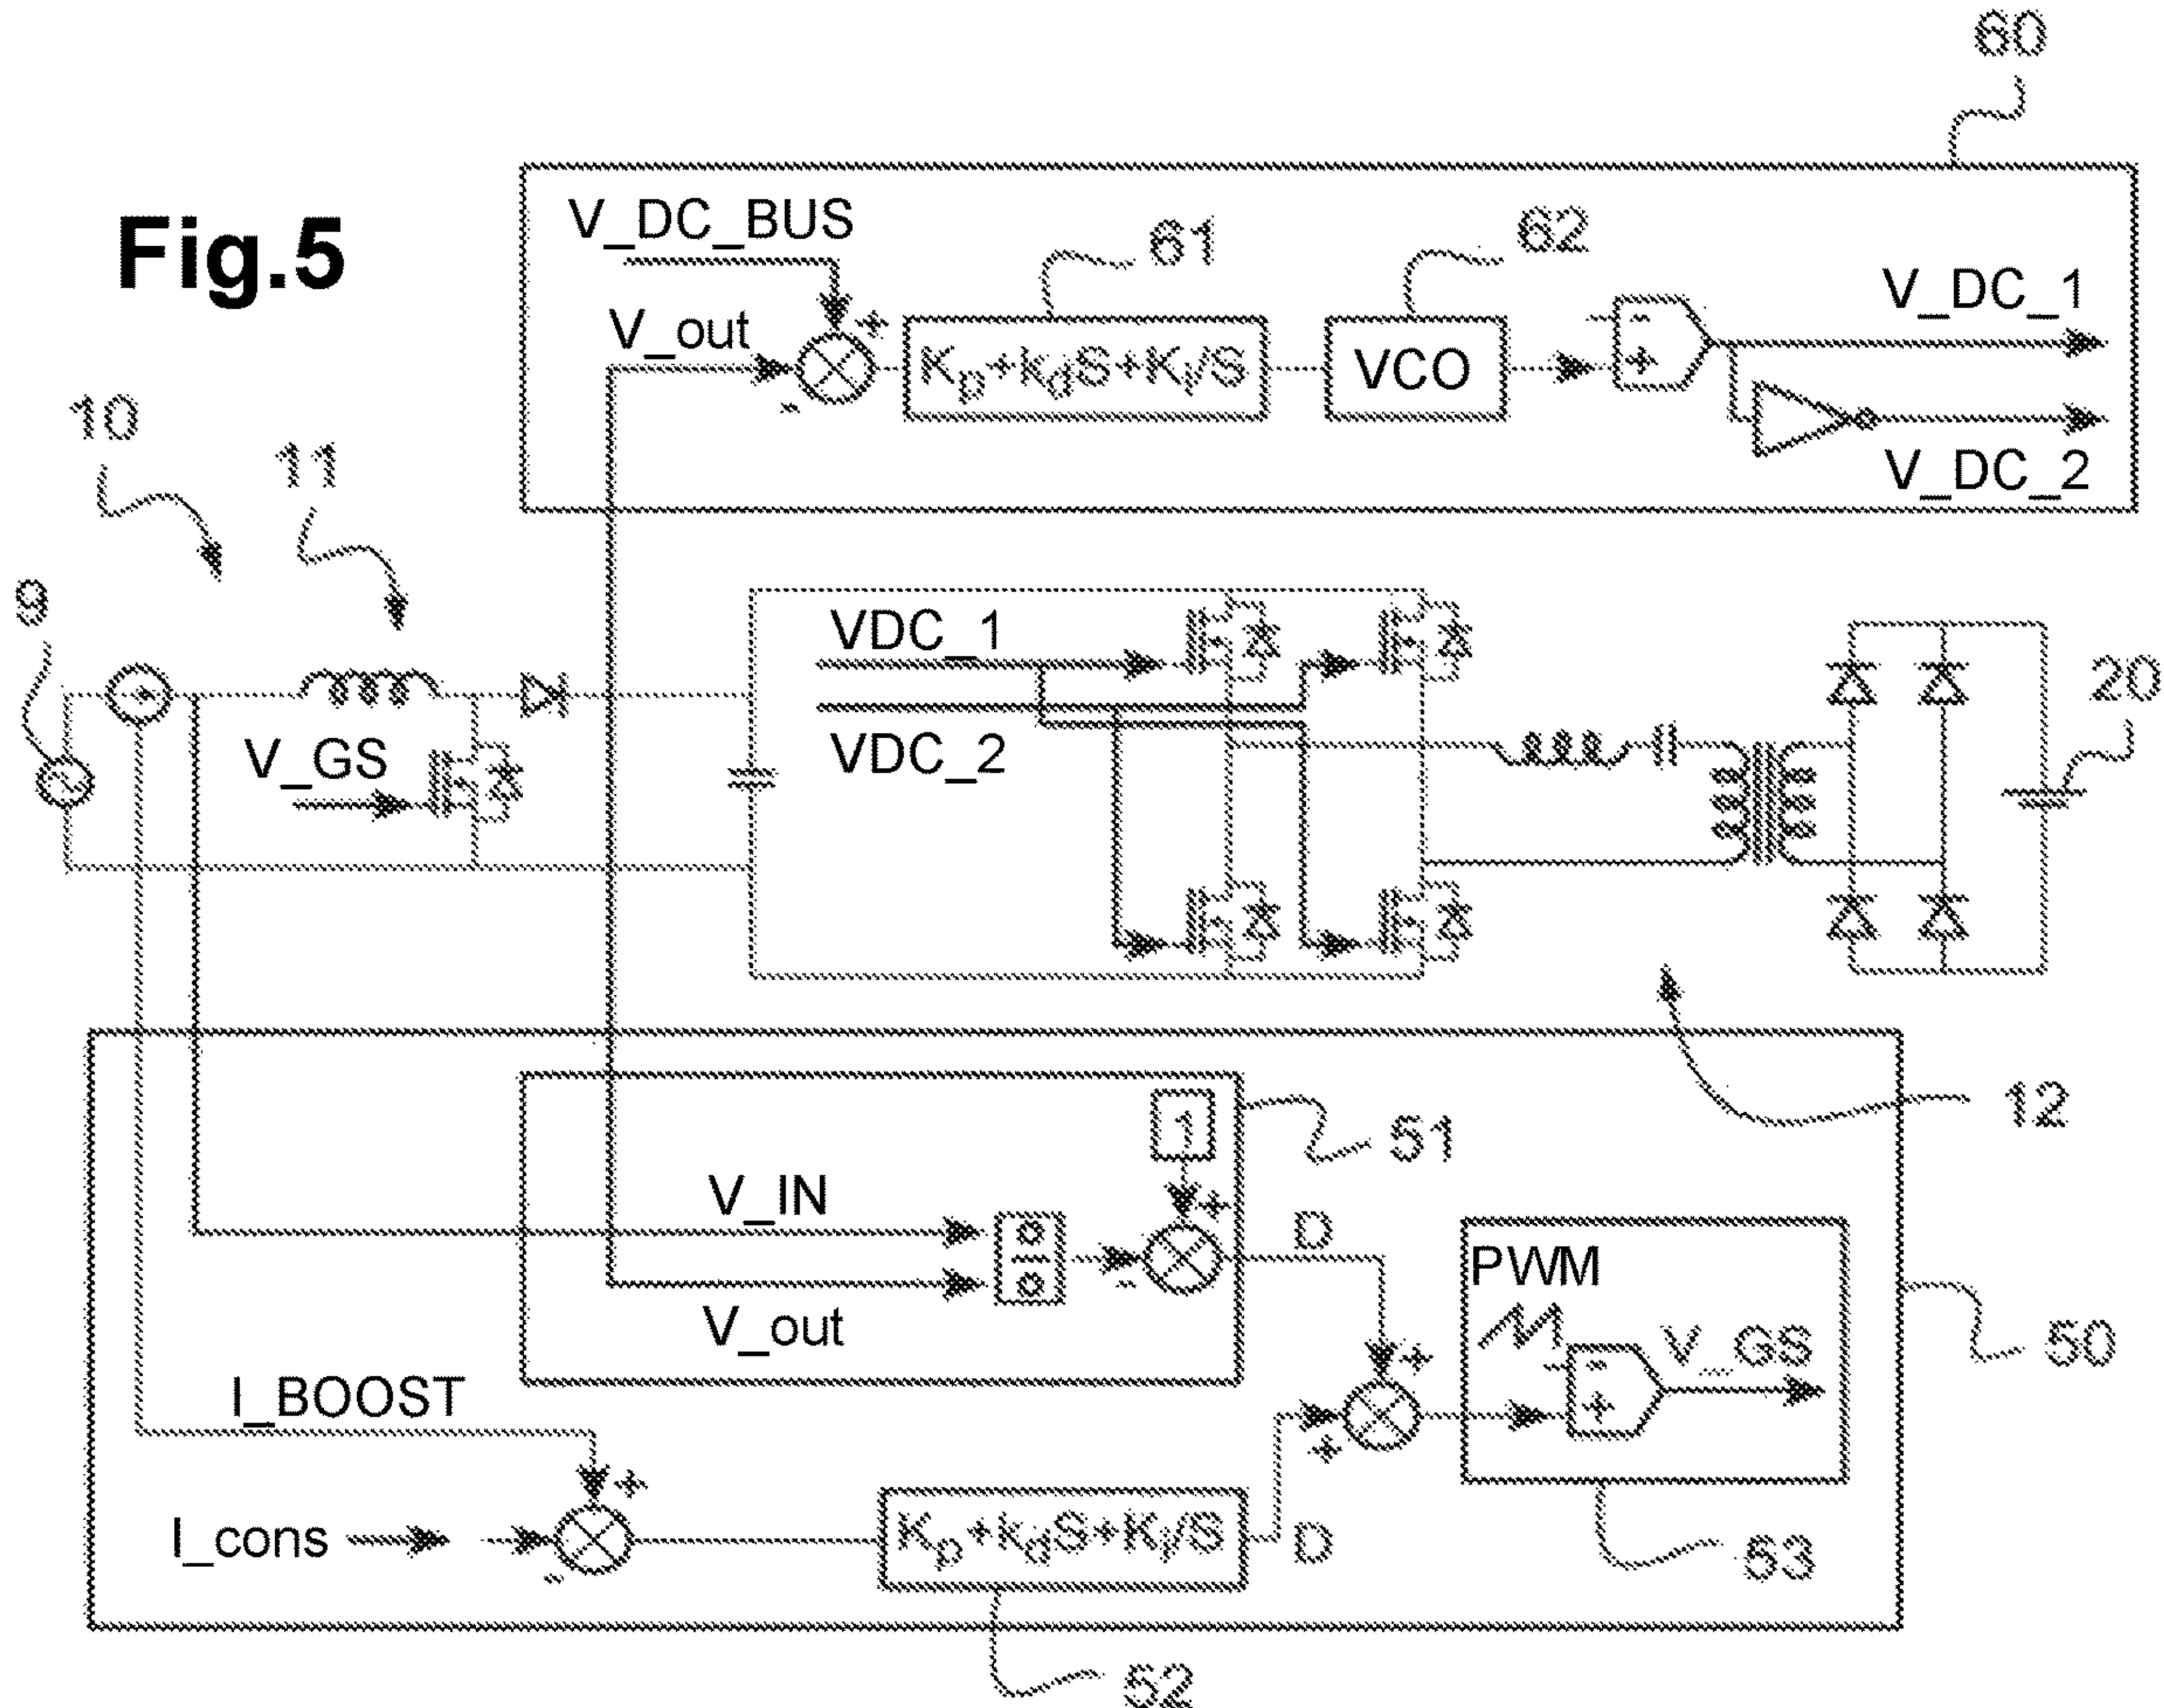 60
Fig.5
V_DC_BUS
61
62
V_DC_1
V_out
+
-
Kp+kdS+Ki/S
VCO
-
+
V_DC_2
10
11
9
VDC_1
VDC_2
V_GS
20
12
51
1
V_IN
+
-
V_out
D
PWM
+
+
-
+
V_GS
50
I_BOOST
+
I_cons
-
Kp+kdS+Ki/S
D
53
52